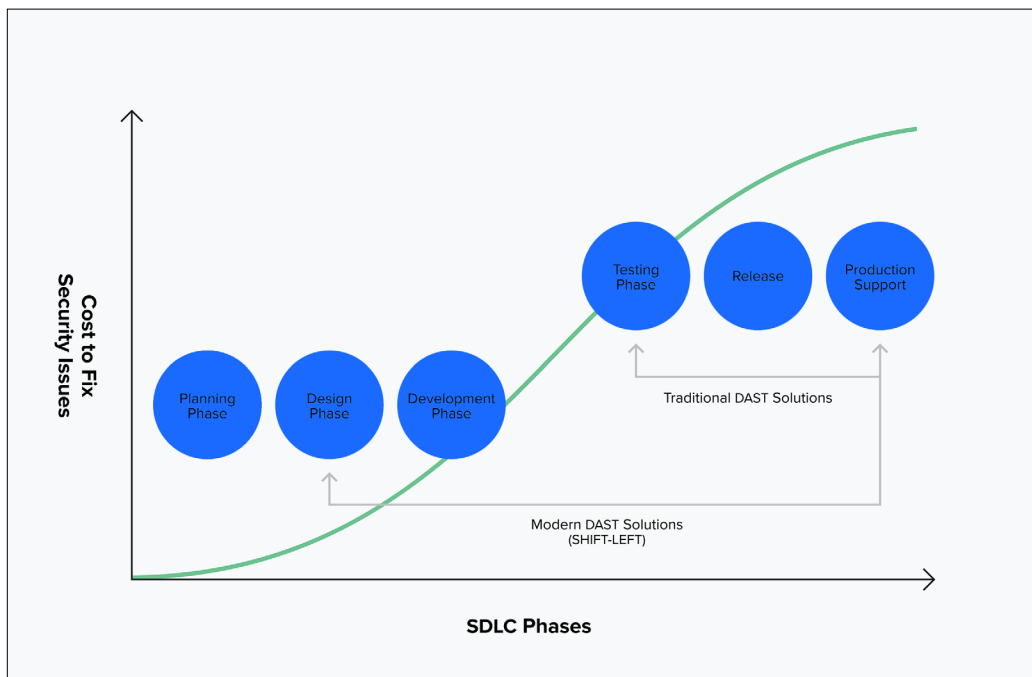 Cost to Fix
Security Issues
Testing
Phase
Release
Production
Support
Planning
Phase
Design
Phase
Development
Phase
Traditional DAST Solutions
Modern DAST Solutions
(SHIFT-LEFT)
SDLC Phases